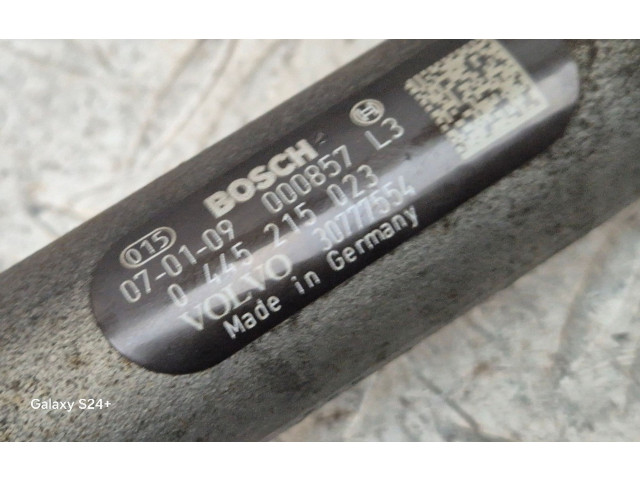 015 BOSCH
07-01-09 000857 L3
0 445 215 023
VOLVO 30777554
Made in Germany
Galaxy S24+